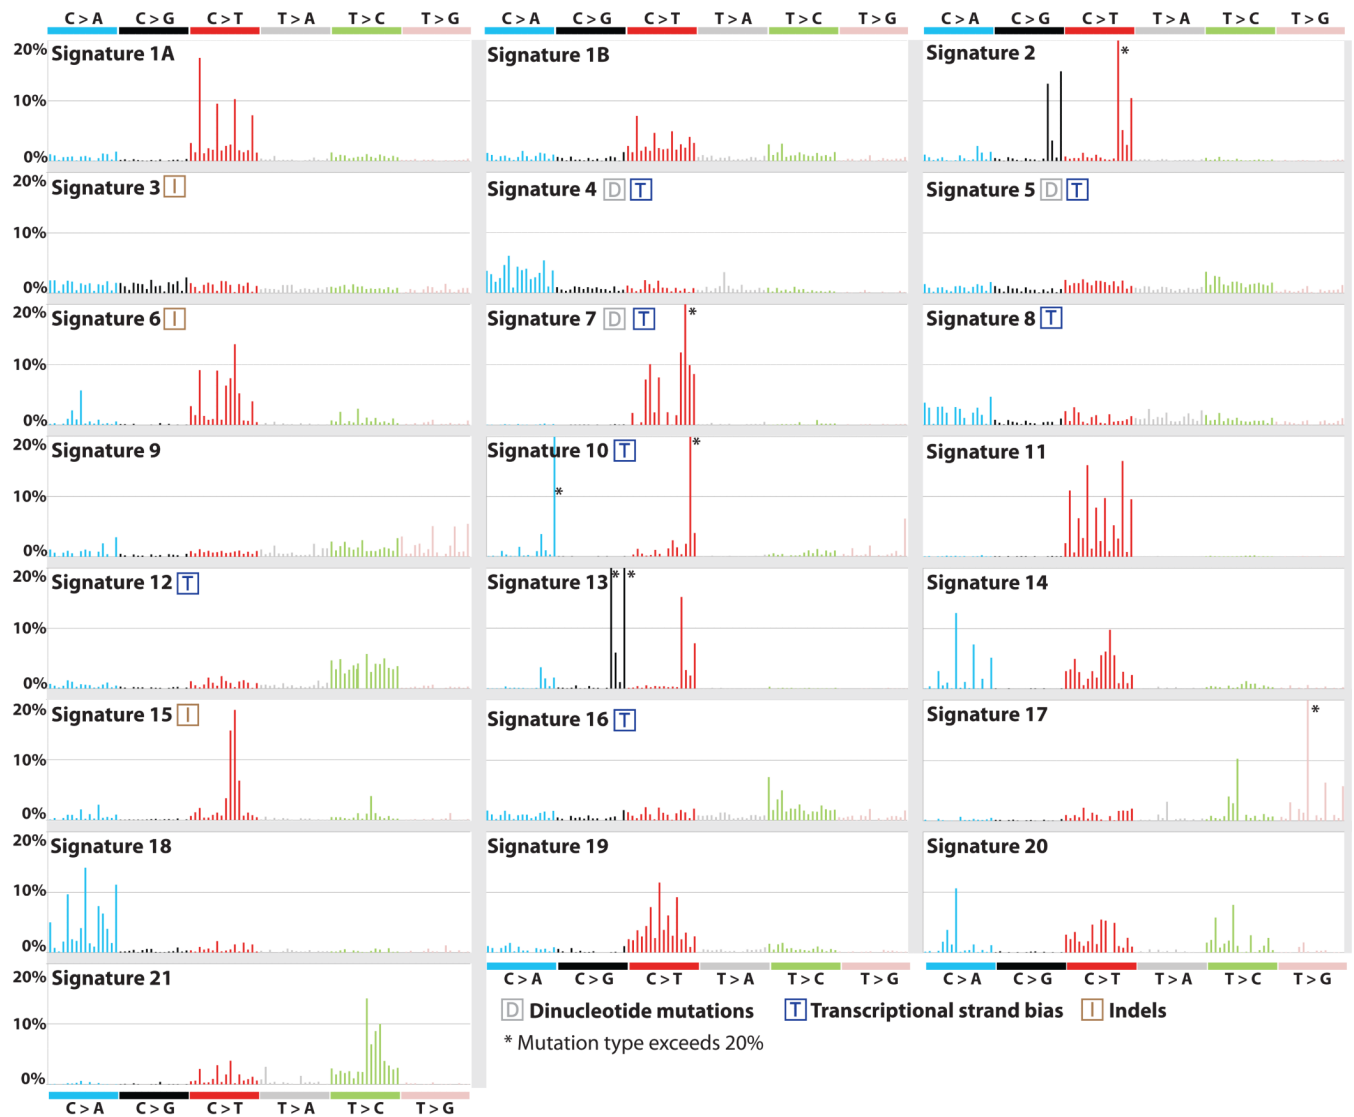 C > A C > G C > T T > A T > C T > G C > A C > G C > T T > A T > C T > G C > A C > G C > T T > A T > C T > G
20% Signature 1A Signature 1B Signature 2 *
10%
0%
20% Signature 3 I Signature 4 D T Signature 5 D T
10%
0%
20% Signature 6 I Signature 7 D T * Signature 8 T
10%
0%
20% Signature 9 Signature 10 T * Signature 11
10% *
0%
20% Signature 12 T Signature 13 * * Signature 14
10%
0%
20% Signature 15 I Signature 16 T Signature 17 *
10%
0%
20% Signature 18 Signature 19 Signature 20
10%
0%
20% Signature 21 C > A C > G C > T T > A T > C T > G C > A C > G C > T T > A T > C T > G
D Dinucleotide mutations T Transcriptional strand bias I Indels
10%
* Mutation type exceeds 20%
0%
C > A C > G C > T T > A T > C T > G